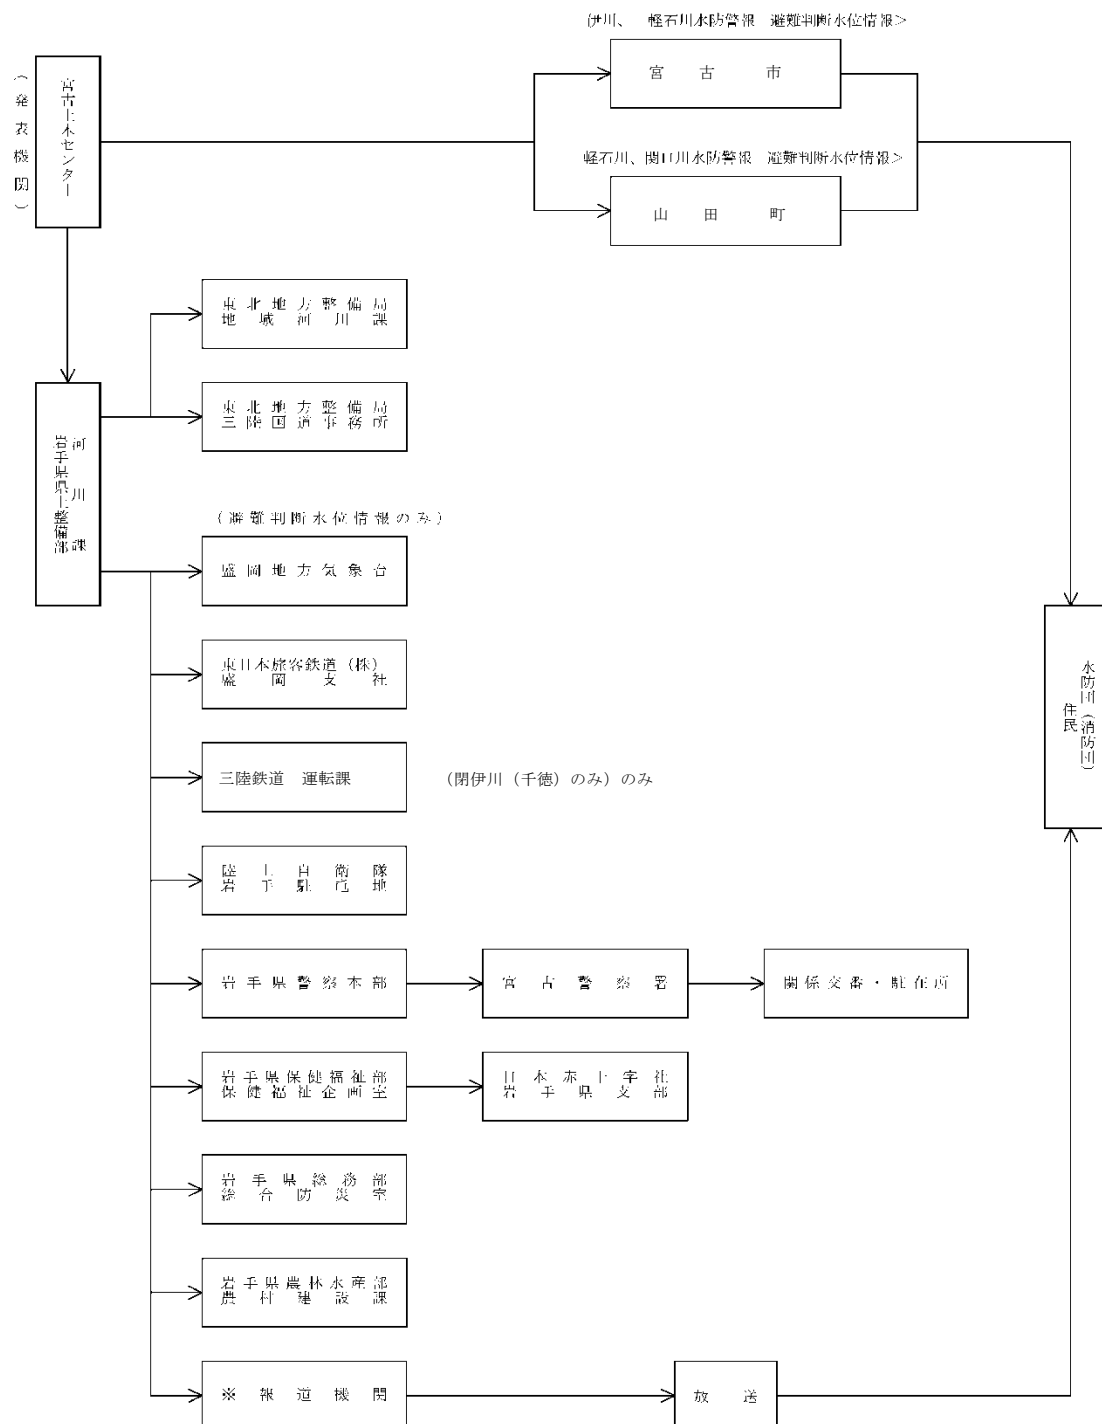 伊川、　軽石川水防警報　避難判断水位情報＞
宮古市
（発表機関）
宮古土木センター
軽石川、関口川水防警報　避難判断水位情報＞
山田町
東北地方整備局
地域河川課
東北地方整備局
三陸国道事務所
岩手県県土整備部
河川課
（避難判断水位情報のみ）
盛岡地方気象台
東日本旅客鉄道（株）
盛岡支社
水防団（消防団）
住民
三陸鉄道　運転課
（閉伊川（千徳）のみ）のみ
陸上自衛隊
岩手駐屯地
岩手県警察本部
宮古警察署
関係交番・駐在所
岩手県保健福祉部
保健福祉企画室
日本赤十字社
岩手県支部
岩手県総務部
総合防災室
岩手県農林水産部
農村建設課
※報道機関
放送